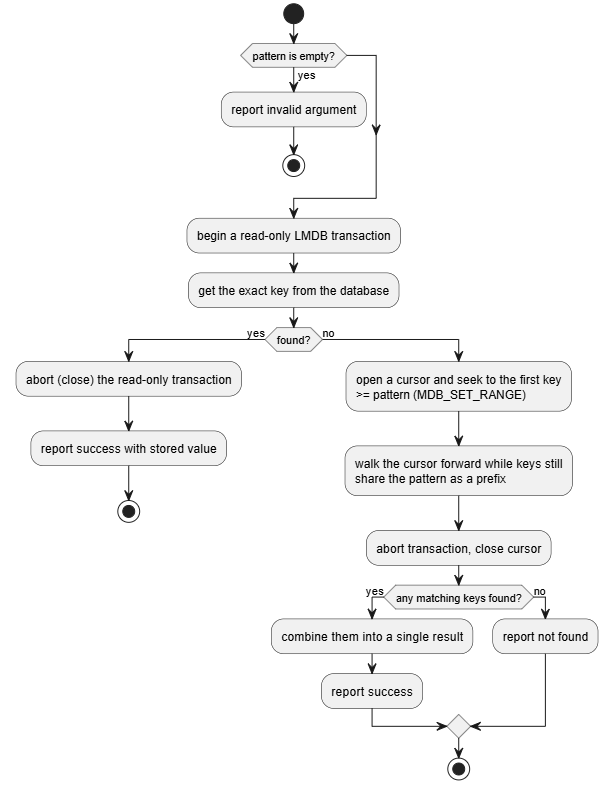 pattern is empty?
yes
report invalid argument
begin a read-only LMDB transaction
get the exact key from the database
yes
found?
no
abort (close) the read-only transaction
report success with stored value
open a cursor and seek to the first key
>= pattern (MDB_SET_RANGE)
walk the cursor forward while keys still
share the pattern as a prefix
abort transaction, close cursor
yes
any matching keys found?
no
combine them into a single result
report success
report not found